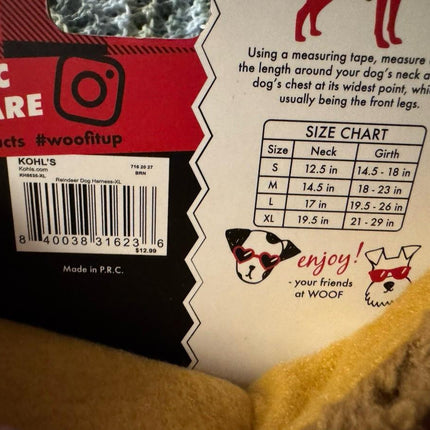 C
ARE
ucts #woofitup
KOHL'S
Kohls.com
KH8635-XL
716 20 27
BRN
Reindeer Dog Harness-XL
8 40038 31623 6
$12.99
Made in P.R.C.
Using a measuring tape, measure
the length around your dog's neck a
dog's chest at its widest point, whi
usually being the front legs.
SIZE CHART
Size Neck Girth
S 12.5 in 14.5 - 18 in
M 14.5 in 18 - 23 in
L 17 in 19.5 - 26 in
XL 19.5 in 21 - 29 in
enjoy!
- your friends
at WOOF